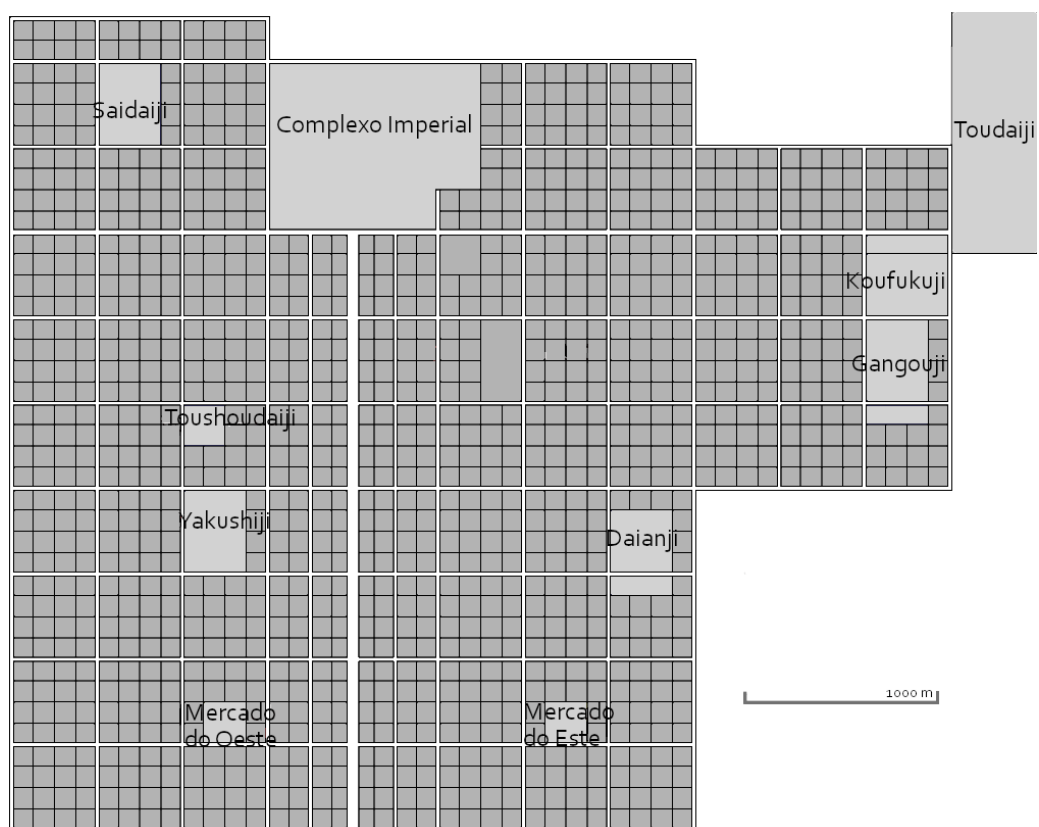 Saidaiji
Complexo Imperial
Toudaiji
Koufukuji
Gangouji
Toushoudaiji
Yakushiji
Daianji
1000 m
Mercado
do Oeste
Mercado
do Este